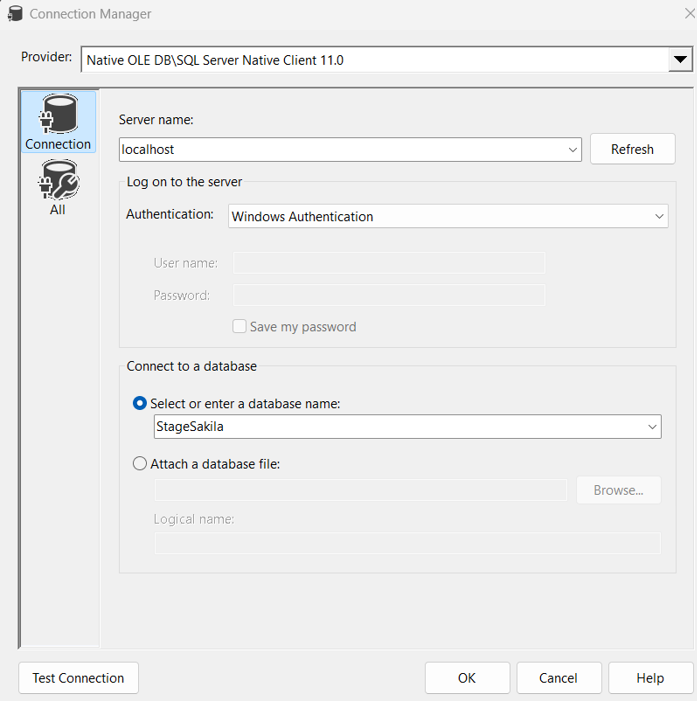 Connection Manager
Provider: Native OLE DB\SQL Server Native Client 11.0
Connection
All
Server name:
localhost Refresh
Log on to the server
Authentication: Windows Authentication
User name:
Password:
Save my password
Connect to a database
Select or enter a database name:
StageSakila
Attach a database file:
Browse...
Logical name:
Test Connection OK Cancel Help